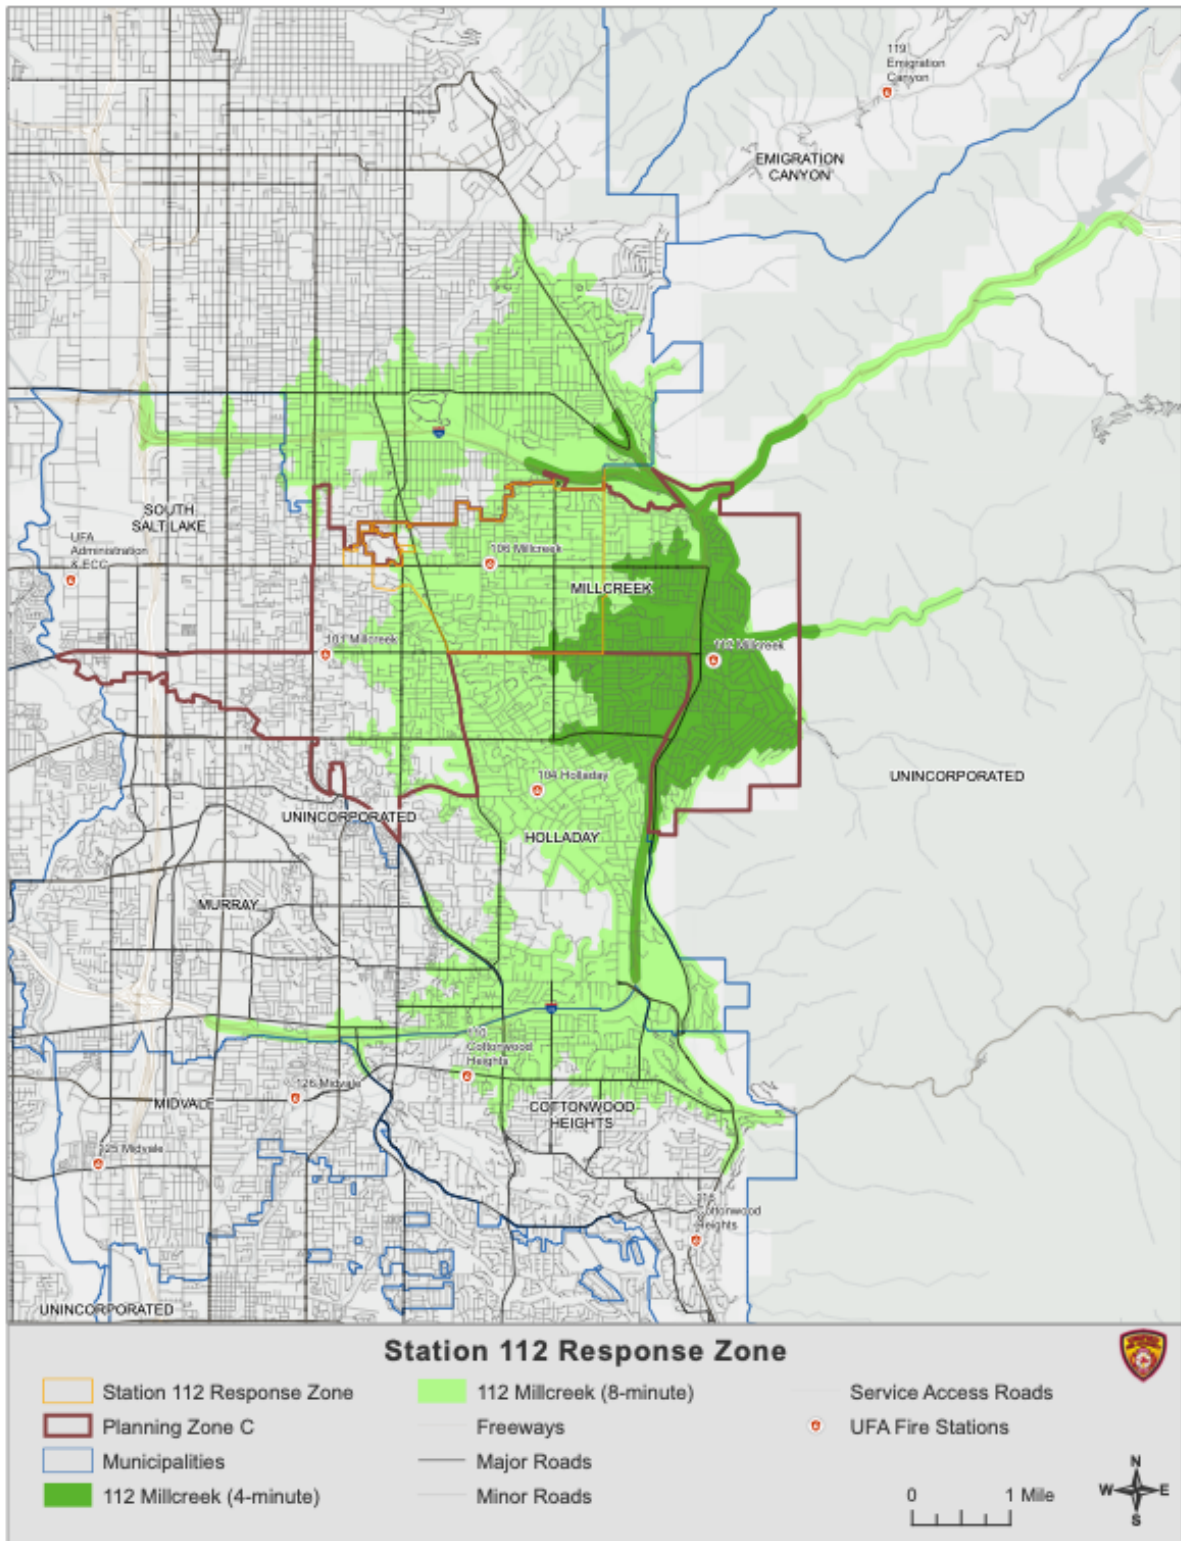 119
Emigration
Canyon
EMIGRATION
CANYON
SOUTH
SALT LAKE
UFA
Administration
& ECC
106 Millcreek
MILLCREEK
101 Millcreek
112 Millcreek
104 Holladay
UNINCORPORATED
UNINCORPORATED
HOLLADAY
MURRAY
110
Cottonwood
Heights
126 Midvale
MIDVALE
COTTONWOOD
HEIGHTS
125 Midvale
Cottonwood
Heights
UNINCORPORATED
Station 112 Response Zone
Station 112 Response Zone
Planning Zone C
Municipalities
112 Millcreek (4-minute)
112 Millcreek (8-minute)
Freeways
Major Roads
Minor Roads
Service Access Roads
UFA Fire Stations
0 1 Mile
N
W E
S